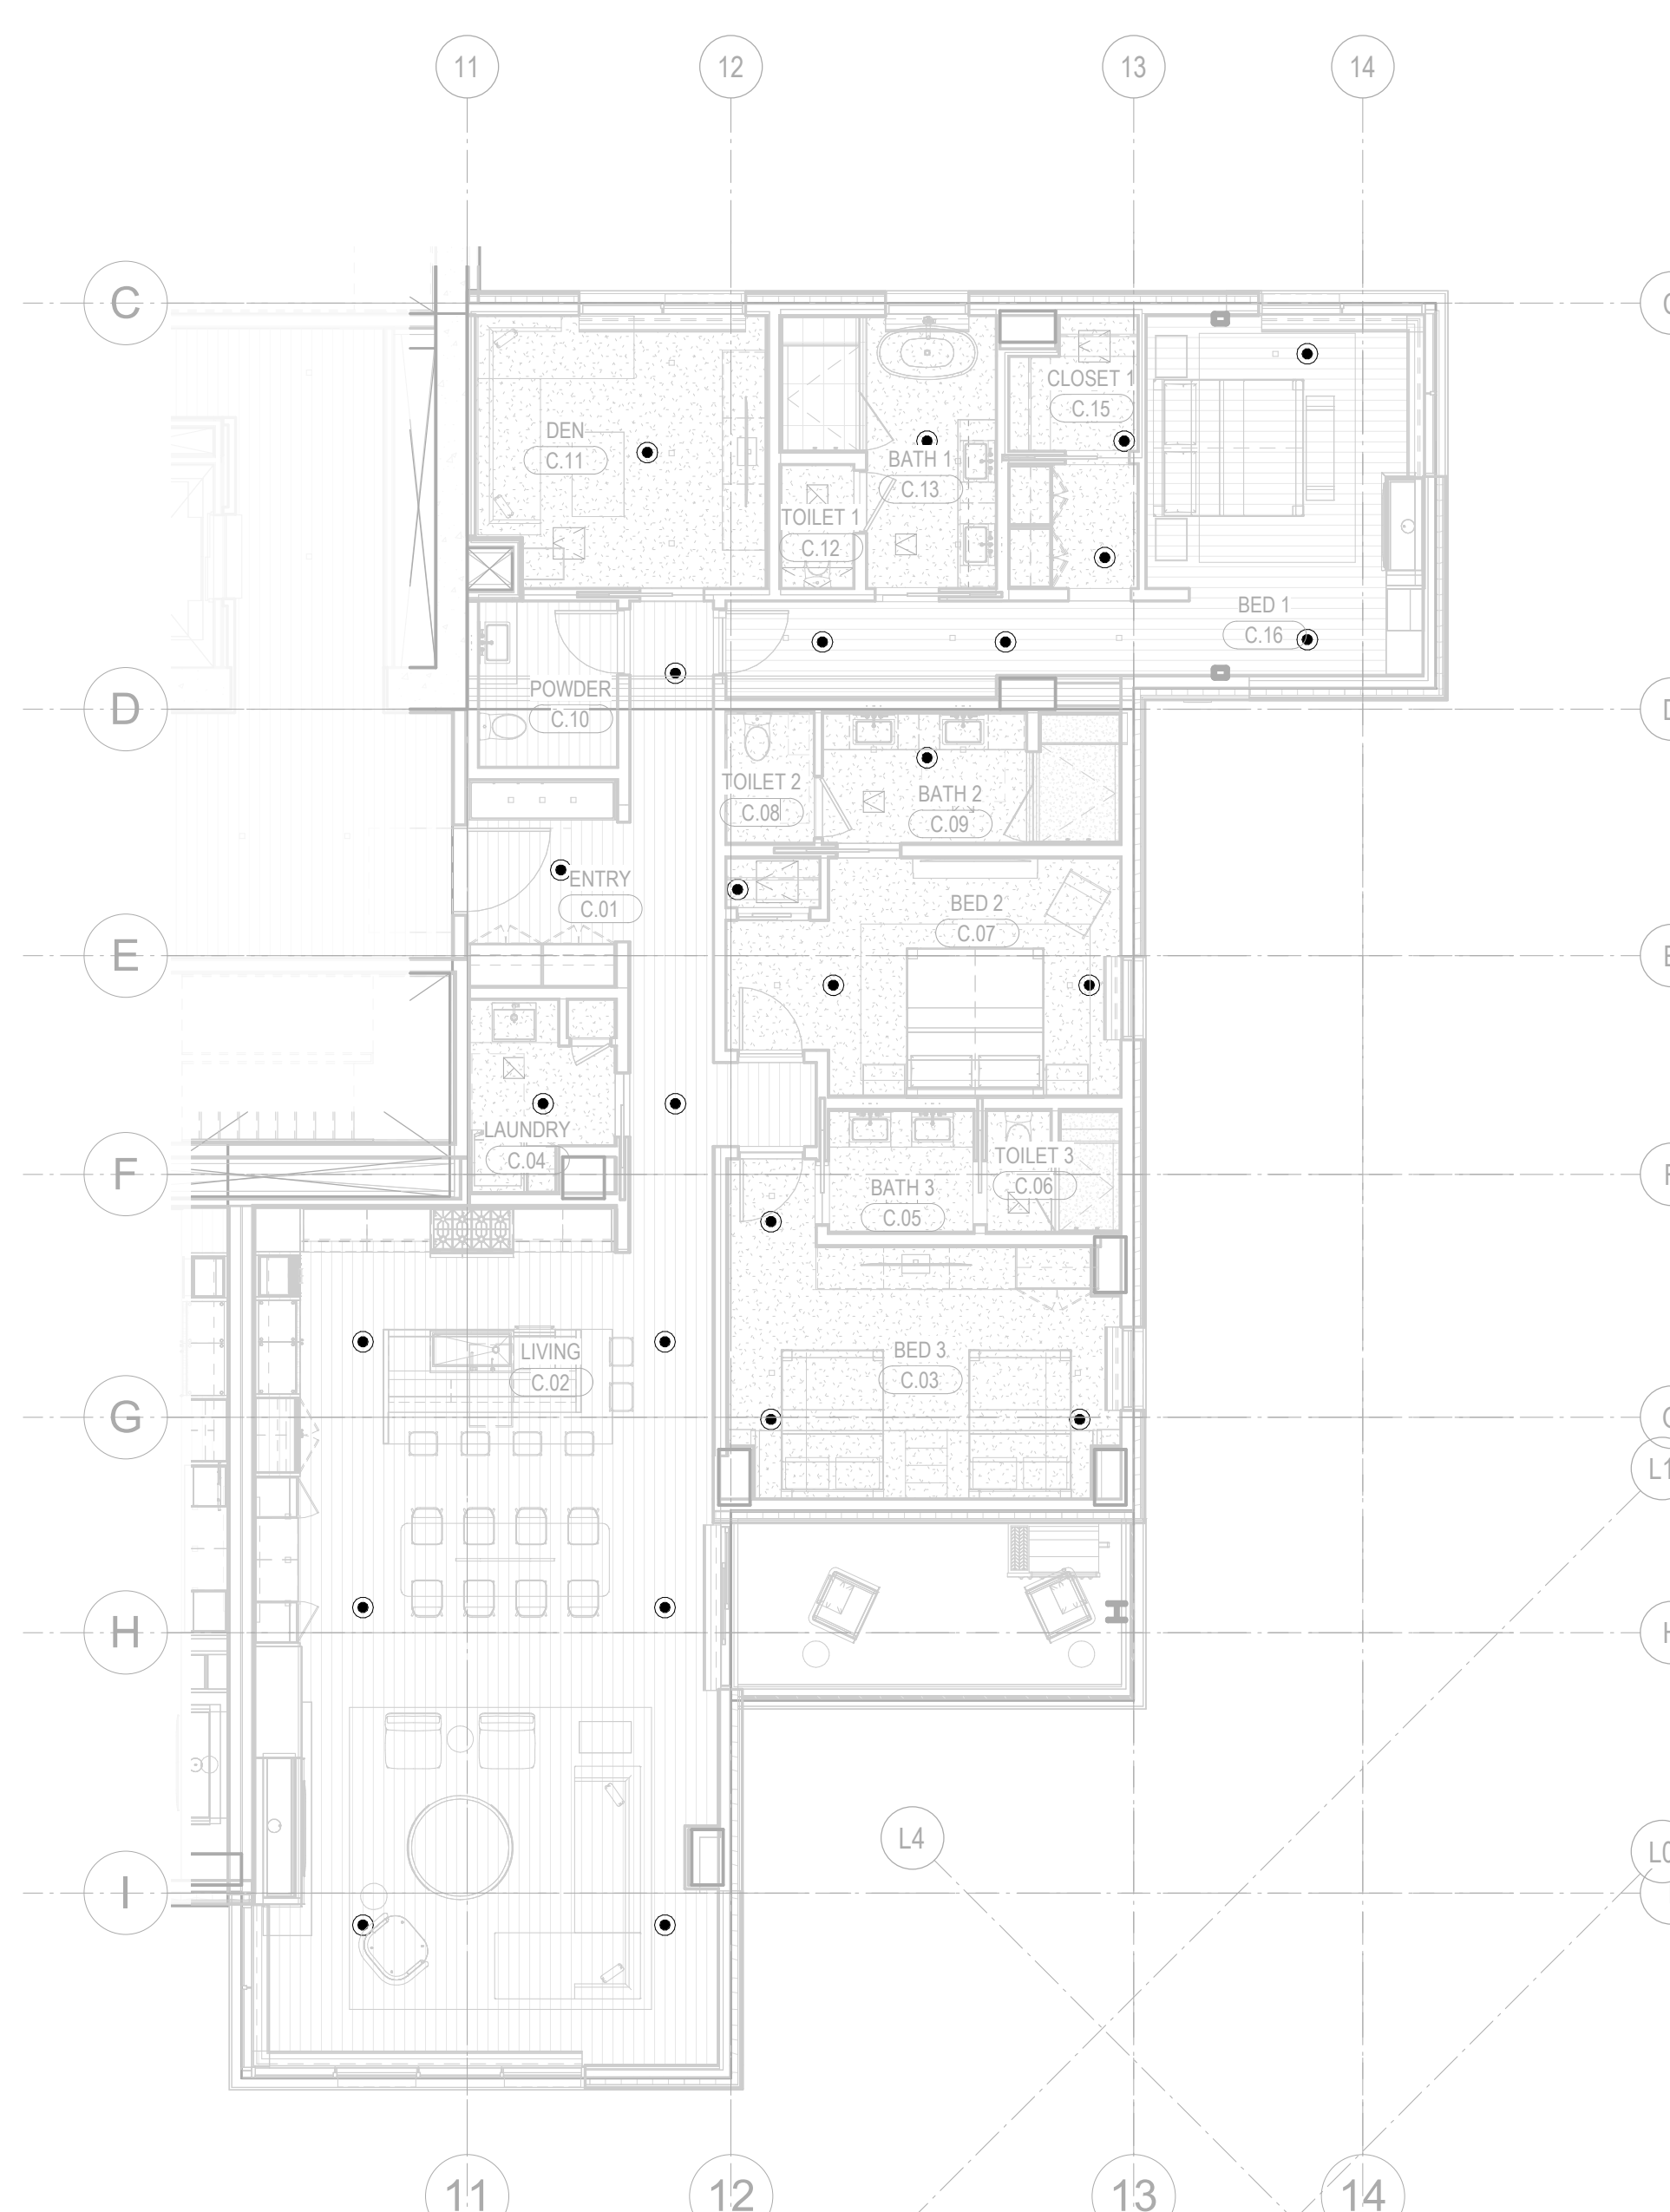 11 12 13 14
C
DEN
C.11
CLOSET 1
C.15
BATH 1
C.13
TOILET 1
C.12
BED 1
C.16
POWDER
C.10
D
TOILET 2
C.08
BATH 2
C.09
ENTRY
C.01
BED 2
C.07
E
LAUNDRY
C.04
TOILET 3
C.06
F
BATH 3
C.05
LIVING
C.02
BED 3
C.03
G
H
L4
I
11 12 13 14